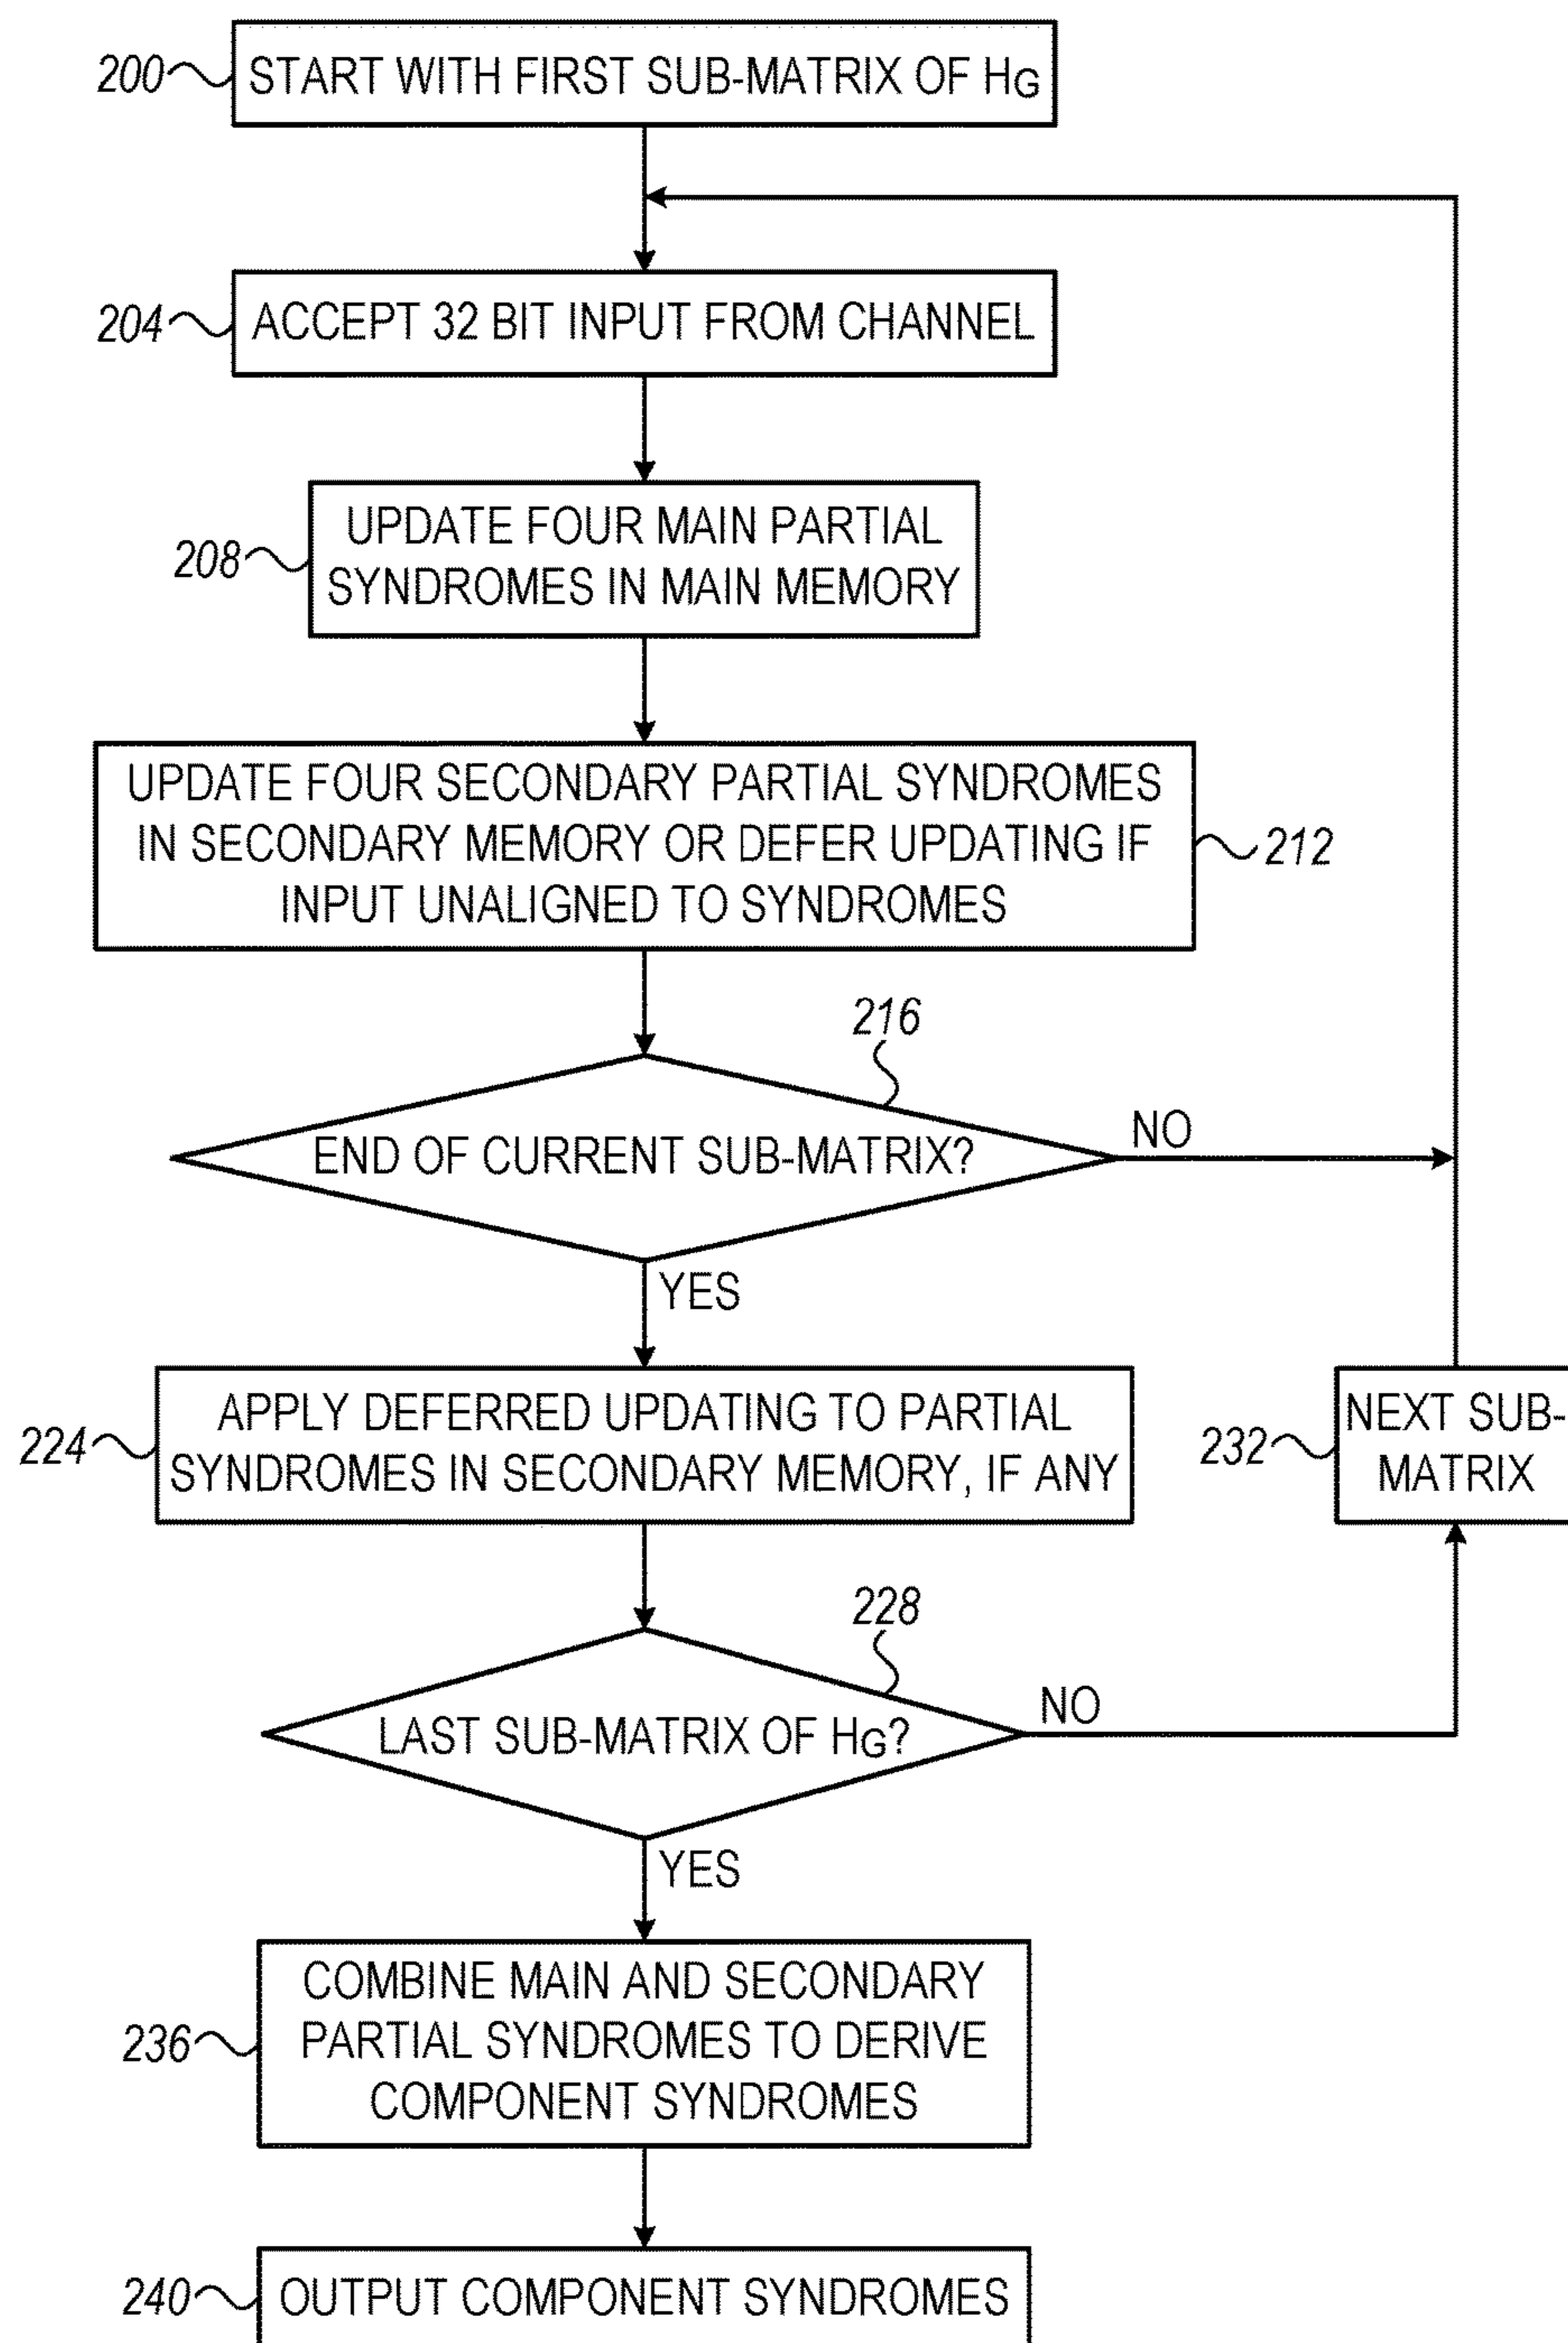 200 START WITH FIRST SUB-MATRIX OF HG
204 ACCEPT 32 BIT INPUT FROM CHANNEL
208
UPDATE FOUR MAIN PARTIAL
SYNDROMES IN MAIN MEMORY
UPDATE FOUR SECONDARY PARTIAL SYNDROMES
IN SECONDARY MEMORY OR DEFER UPDATING IF
INPUT UNALIGNED TO SYNDROMES
212
216
END OF CURRENT SUB-MATRIX?
NO
YES
224
APPLY DEFERRED UPDATING TO PARTIAL
SYNDROMES IN SECONDARY MEMORY, IF ANY
232
NEXT SUB-
MATRIX
228
LAST SUB-MATRIX OF HG?
NO
YES
236
COMBINE MAIN AND SECONDARY
PARTIAL SYNDROMES TO DERIVE
COMPONENT SYNDROMES
240 OUTPUT COMPONENT SYNDROMES